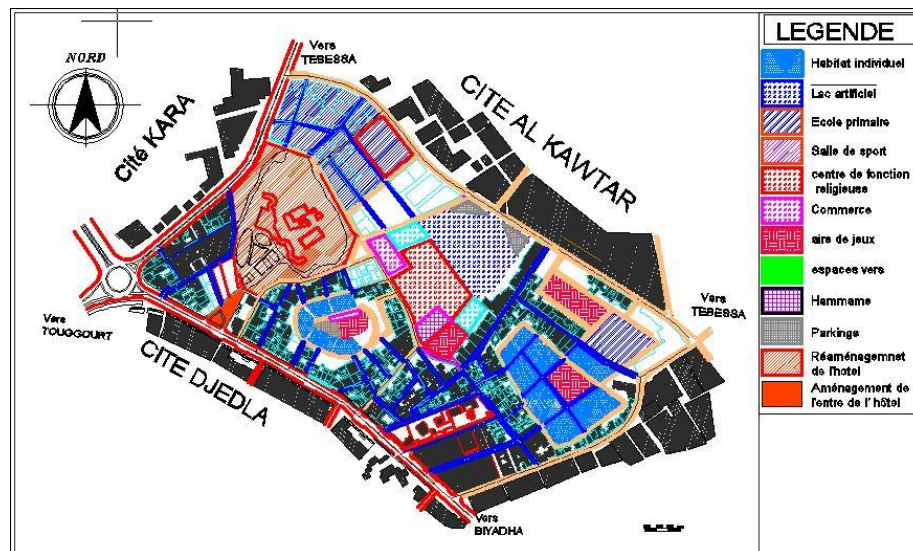 NORD
Vers
TEBESSA
Cité KARA
CITE AL KAWTAR
Vers
TOUGGOURT
CITE DJEDLA
Vers
TEBESSA
Vers
BIYADHA
LEGENDE
Habitat individuel
Lac artificiel
Ecole primaire
Salle de sport
centre de fonction
religieuse
Commerce
aire de jeux
espaces vers
Hammame
Parkings
Réaménagemnet
de l'hotel
Aménagement de
l'entre de l' hôtel